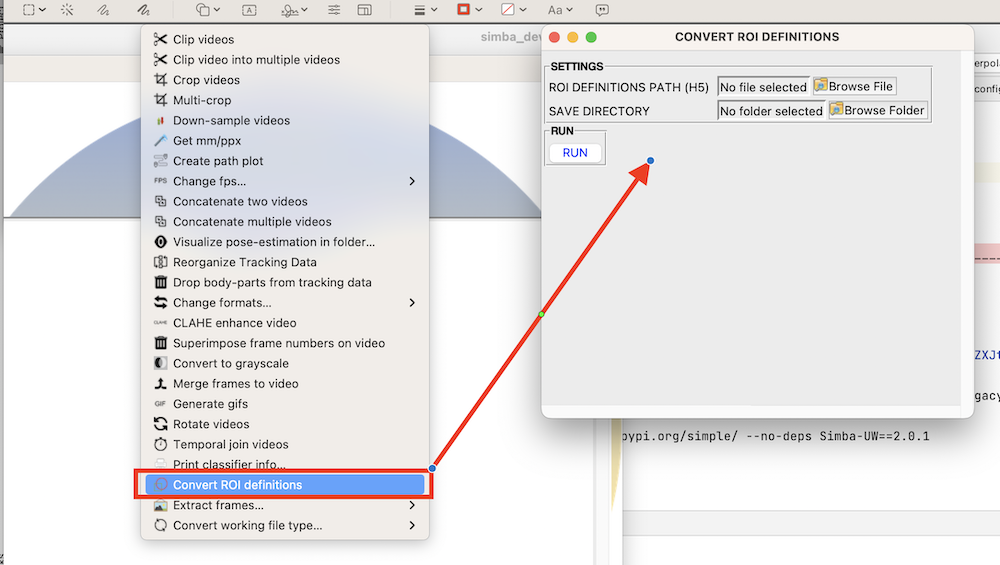 Aa
simba_dev
Clip videos
Clip video into multiple videos
Crop videos
Multi-crop
Down-sample videos
Get mm/ppx
Create path plot
FPS Change fps...
Concatenate two videos
Concatenate multiple videos
Visualize pose-estimation in folder...
Reorganize Tracking Data
Drop body-parts from tracking data
Change formats...
CLAHE CLAHE enhance video
Superimpose frame numbers on video
Convert to grayscale
Merge frames to video
GIF Generate gifs
Rotate videos
Temporal join videos
Print classifier info...
Convert ROI definitions
Extract frames...
Convert working file type...
CONVERT ROI DEFINITIONS
SETTINGS
ROI DEFINITIONS PATH (H5) No file selected Browse File
SAVE DIRECTORY No folder selected Browse Folder
RUN
RUN
erpola
config
ZXJt
gacy
pypi.org/simple/ --no-deps Simba-UW==2.0.1